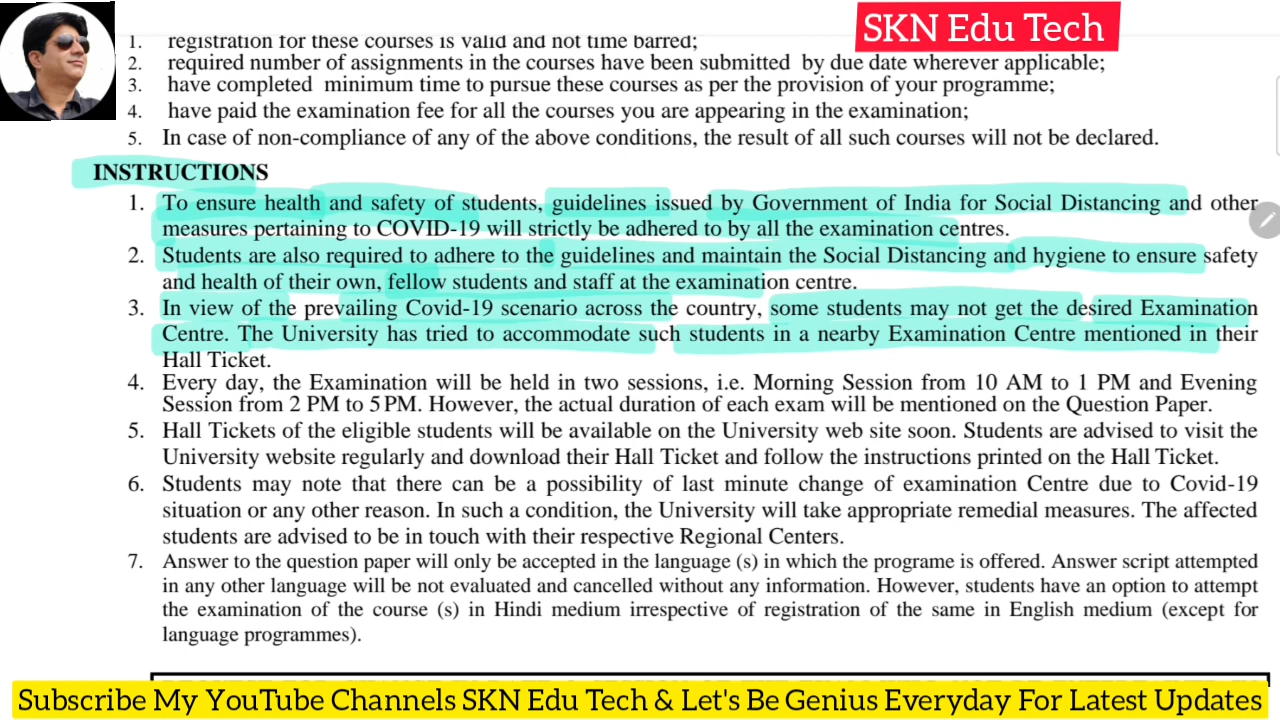 SKN Edu Tech
1. registration for these courses is valid and not time barred;
2. required number of assignments in the courses have been submitted by due date wherever applicable;
3. have completed minimum time to pursue these courses as per the provision of your programme;
4. have paid the examination fee for all the courses you are appearing in the examination;
5. In case of non-compliance of any of the above conditions, the result of all such courses will not be declared.
INSTRUCTIONS
1. To ensure health and safety of students, guidelines issued by Government of India for Social Distancing and other
measures pertaining to COVID-19 will strictly be adhered to by all the examination centres.
2. Students are also required to adhere to the guidelines and maintain the Social Distancing and hygiene to ensure safety
and health of their own, fellow students and staff at the examination centre.
3. In view of the prevailing Covid-19 scenario across the country, some students may not get the desired Examination
Centre. The University has tried to accommodate such students in a nearby Examination Centre mentioned in their
Hall Ticket.
4. Every day, the Examination will be held in two sessions, i.e. Morning Session from 10 AM to 1 PM and Evening
Session from 2 PM to 5 PM. However, the actual duration of each exam will be mentioned on the Question Paper.
5. Hall Tickets of the eligible students will be available on the University web site soon. Students are advised to visit the
University website regularly and download their Hall Ticket and follow the instructions printed on the Hall Ticket.
6. Students may note that there can be a possibility of last minute change of examination Centre due to Covid-19
situation or any other reason. In such a condition, the University will take appropriate remedial measures. The affected
students are advised to be in touch with their respective Regional Centers.
7. Answer to the question paper will only be accepted in the language (s) in which the programe is offered. Answer script attempted
in any other language will be not evaluated and cancelled without any information. However, students have an option to attempt
the examination of the course (s) in Hindi medium irrespective of registration of the same in English medium (except for
language programmes).
Subscribe My YouTube Channels SKN Edu Tech & Let's Be Genius Everyday For Latest Updates